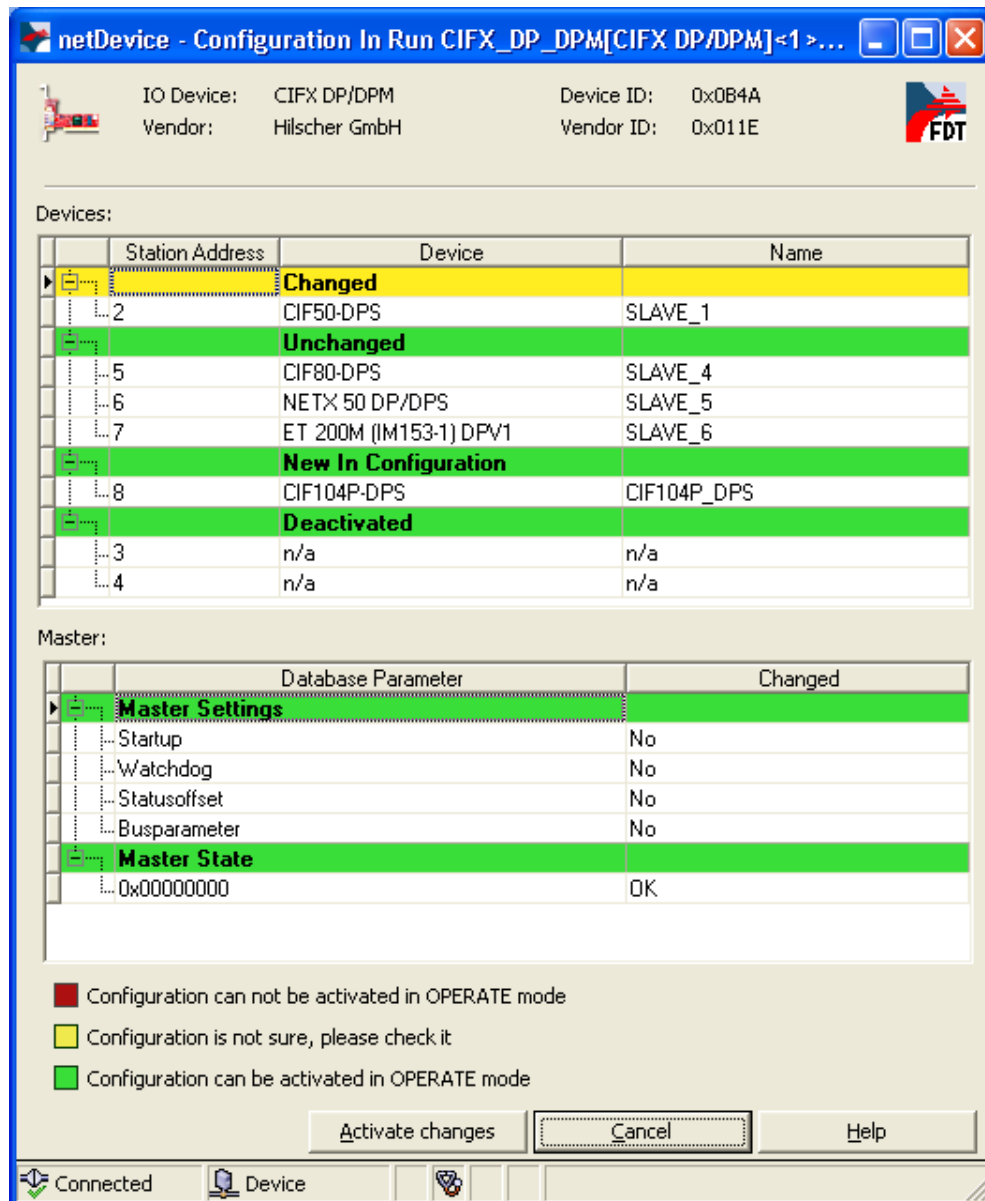 netDevice - Configuration In Run CIFX_DP_DPM[CIFX DP/DPM]<1>...
IO Device: CIFX DP/DPM Device ID: 0x0B4A
Vendor: Hilscher GmbH Vendor ID: 0x011E
FDT
Devices:
Station Address Device Name
Changed
2 CIF50-DPS SLAVE_1
Unchanged
5 CIF80-DPS SLAVE_4
6 NETX 50 DP/DPS SLAVE_5
7 ET 200M (IM153-1) DPV1 SLAVE_6
New In Configuration
8 CIF104P-DPS CIF104P_DPS
Deactivated
3 n/a n/a
4 n/a n/a
Master:
Database Parameter Changed
Master Settings
Startup No
Watchdog No
Statusoffset No
Busparameter No
Master State
0x00000000 OK
Configuration can not be activated in OPERATE mode
Configuration is not sure, please check it
Configuration can be activated in OPERATE mode
Activate changes Cancel Help
Connected Device